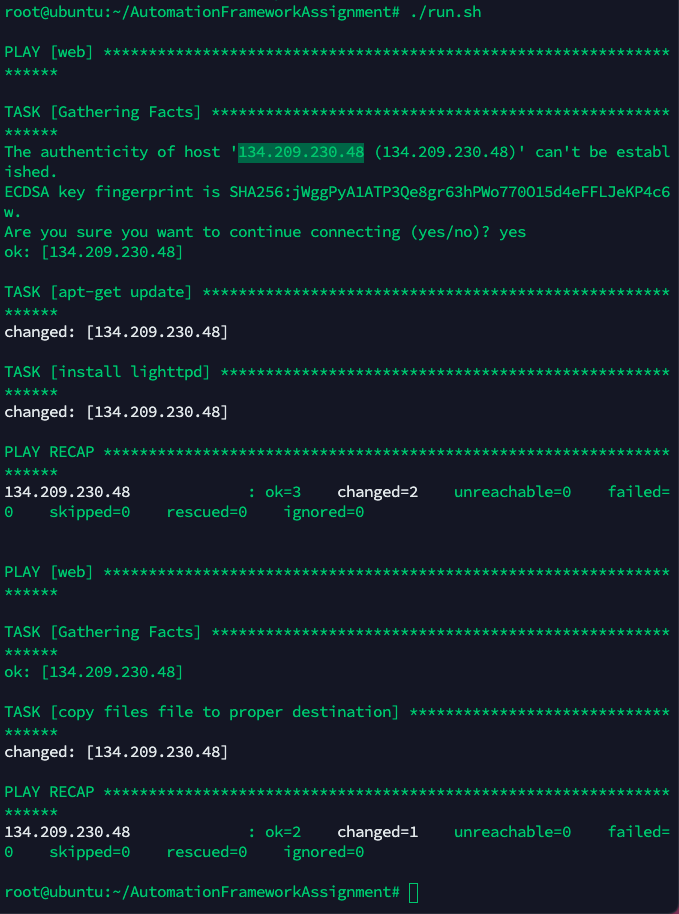 root@ubuntu:~/AutomationFrameworkAssignment# ./run.sh
PLAY [web] ***************************************************************
******
TASK [Gathering Facts] ***************************************************
******
The authenticity of host '134.209.230.48 (134.209.230.48)' can't be establ
ished.
ECDSA key fingerprint is SHA256:jWggPyA1ATP3Qe8gr63hPWo770O15d4eFFLJeKP4c6
w.
Are you sure you want to continue connecting (yes/no)? yes
ok: [134.209.230.48]
TASK [apt-get update] ****************************************************
******
changed: [134.209.230.48]
TASK [install lighttpd] **************************************************
******
changed: [134.209.230.48]
PLAY RECAP ***************************************************************
******
134.209.230.48             : ok=3    changed=2    unreachable=0    failed=
0    skipped=0    rescued=0    ignored=0
PLAY [web] ***************************************************************
******
TASK [Gathering Facts] ***************************************************
******
ok: [134.209.230.48]
TASK [copy files file to proper destination] *****************************
******
changed: [134.209.230.48]
PLAY RECAP ***************************************************************
******
134.209.230.48             : ok=2    changed=1    unreachable=0    failed=
0    skipped=0    rescued=0    ignored=0
root@ubuntu:~/AutomationFrameworkAssignment#